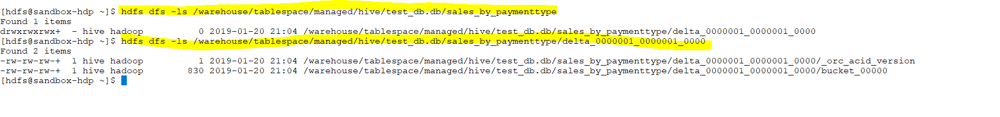 [hdfs@sandbox-hdp ~]$ hdfs dfs -ls /warehouse/tablespace/managed/hive/test_db.db/sales_by_paymenttype
Found 1 items
drwxrwxrwx+  - hive hadoop          0 2019-01-20 21:04 /warehouse/tablespace/managed/hive/test_db.db/sales_by_paymenttype/delta_0000001_0000001_0000
[hdfs@sandbox-hdp ~]$ hdfs dfs -ls /warehouse/tablespace/managed/hive/test_db.db/sales_by_paymenttype/delta_0000001_0000001_0000
Found 2 items
-rw-rw-rw-+  1 hive hadoop          1 2019-01-20 21:04 /warehouse/tablespace/managed/hive/test_db.db/sales_by_paymenttype/delta_0000001_0000001_0000/_orc_acid_version
-rw-rw-rw-+  1 hive hadoop        830 2019-01-20 21:04 /warehouse/tablespace/managed/hive/test_db.db/sales_by_paymenttype/delta_0000001_0000001_0000/bucket_00000
[hdfs@sandbox-hdp ~]$